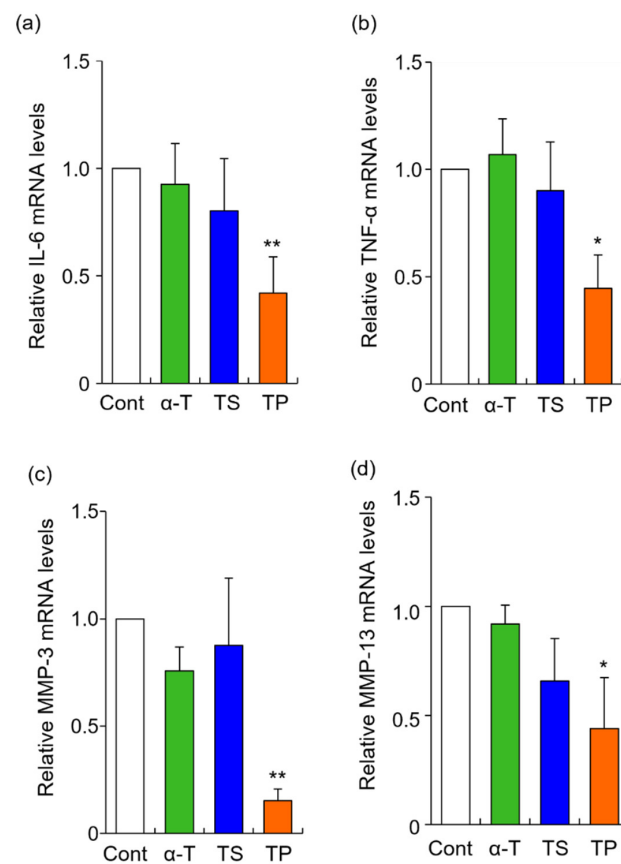 (a)
Relative IL-6 mRNA levels
1.5
1.0
0.5
0
**
Cont α-T TS TP
(b)
Relative TNF-α mRNA levels
1.5
1.0
0.5
0
*
Cont α-T TS TP
(c)
Relative MMP-3 mRNA levels
1.5
1.0
0.5
0
**
Cont α-T TS TP
(d)
Relative MMP-13 mRNA levels
1.5
1.0
0.5
0
*
Cont α-T TS TP